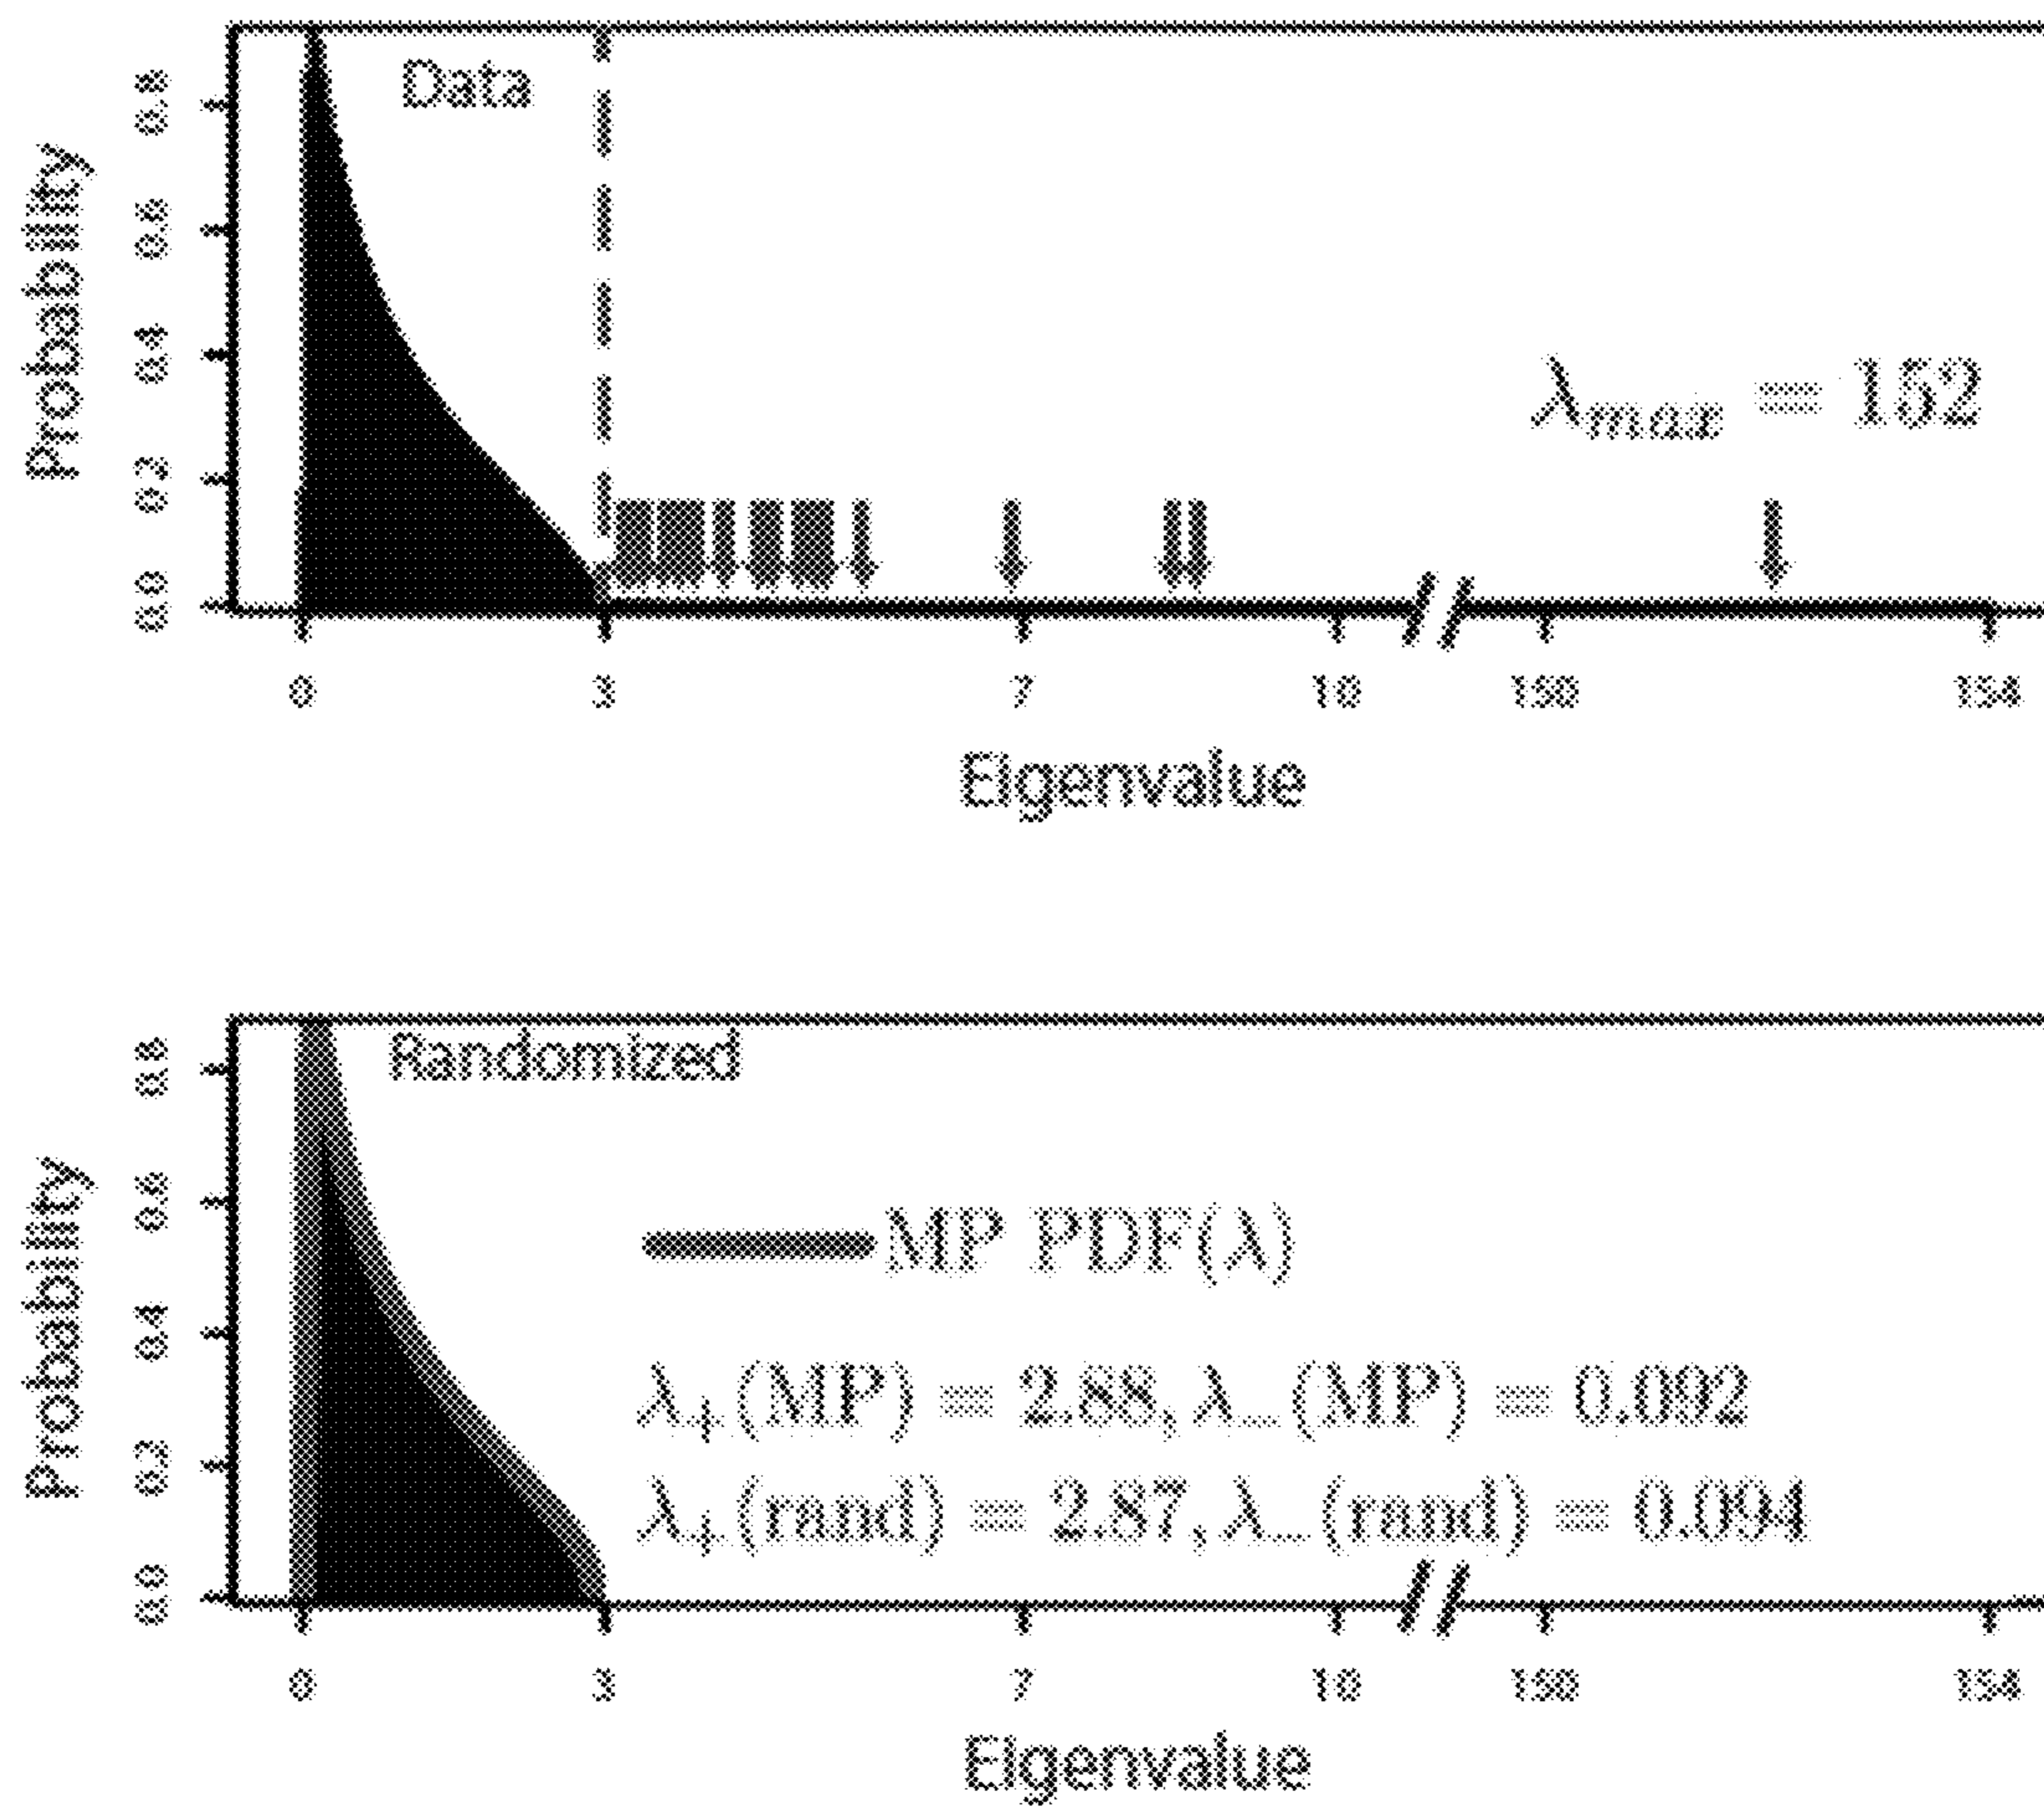 Data
Probability
0.8
0.6
0.4
0.2
0.0
λmax = 152
0 3 7 10 150 154
Eigenvalue
Randomized
Probability
0.8
0.6
0.4
0.2
0.0
MP PDF(λ)
λ+(MP) = 2.88, λ−(MP) = 0.092
λ+(rand) = 2.87, λ−(rand) = 0.094
0 3 7 10 150 154
Eigenvalue